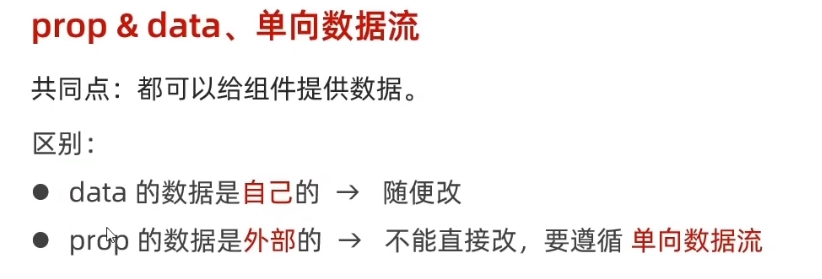 prop & data、单向数据流
共同点：都可以给组件提供数据。
区别：
● data 的数据是自己的 → 随便改
● prop 的数据是外部的 → 不能直接改，要遵循 单向数据流